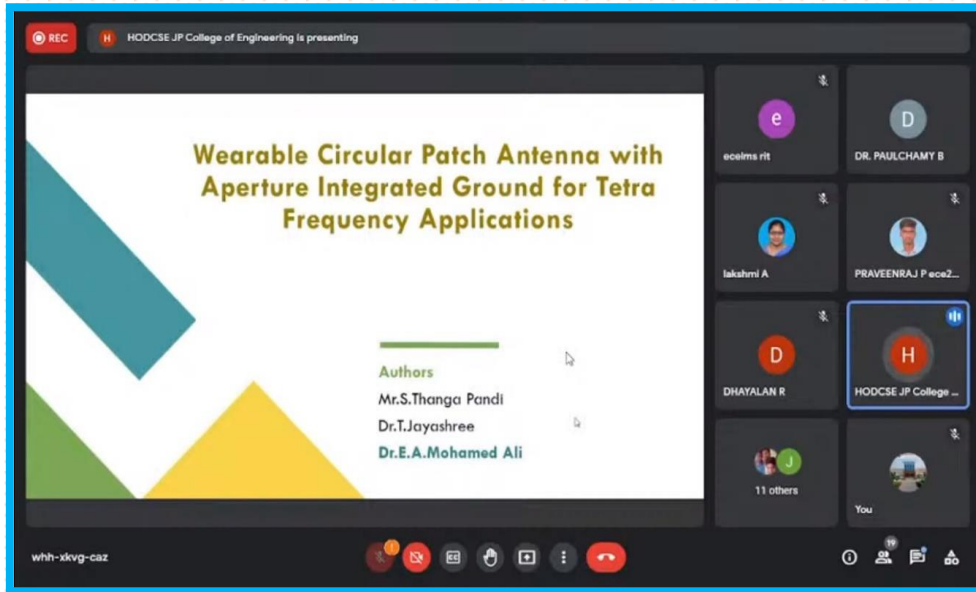 REC
H HODCSE JP College of Engineering is presenting
Wearable Circular Patch Antenna with
Aperture Integrated Ground for Tetra
Frequency Applications
Authors
Mr.S.Thanga Pandi
Dr.T.Jayashree
Dr.E.A.Mohamed Ali
e
ecelms rit
D
DR. PAULCHAMY B
lakshmi A
PRAVEENRAJ P ece2...
D
DHAYALAN R
H
HODCSE JP College ...
J
11 others
You
whh-xkvg-caz
CC
19